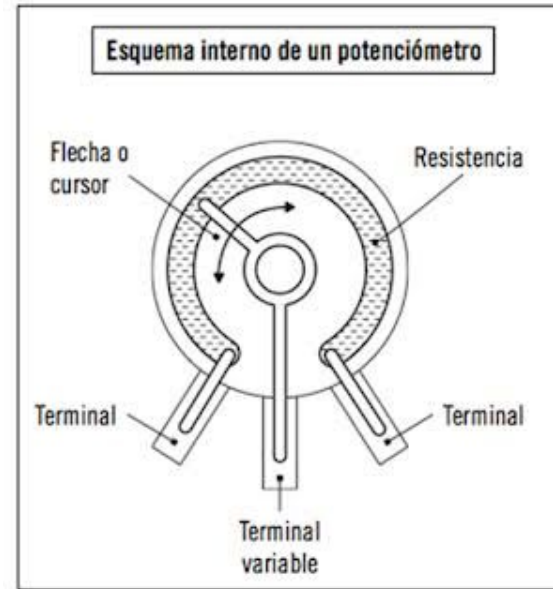 Esquema interno de un potenciómetro
Flecha o
cursor
Resistencia
Terminal
Terminal
Terminal
variable